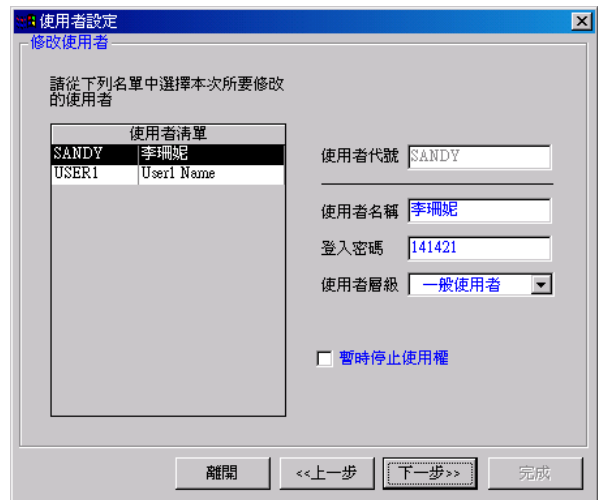 使用者設定
修改使用者
請從下列名單中選擇本次所要修改
的使用者
使用者清單
SANDY 李珊妮
USER1 User1 Name
使用者代號 SANDY
使用者名稱 李珊妮
登入密碼 141421
使用者層級 一般使用者
暫時停止使用權
離開 <<上一步 下一步>> 完成